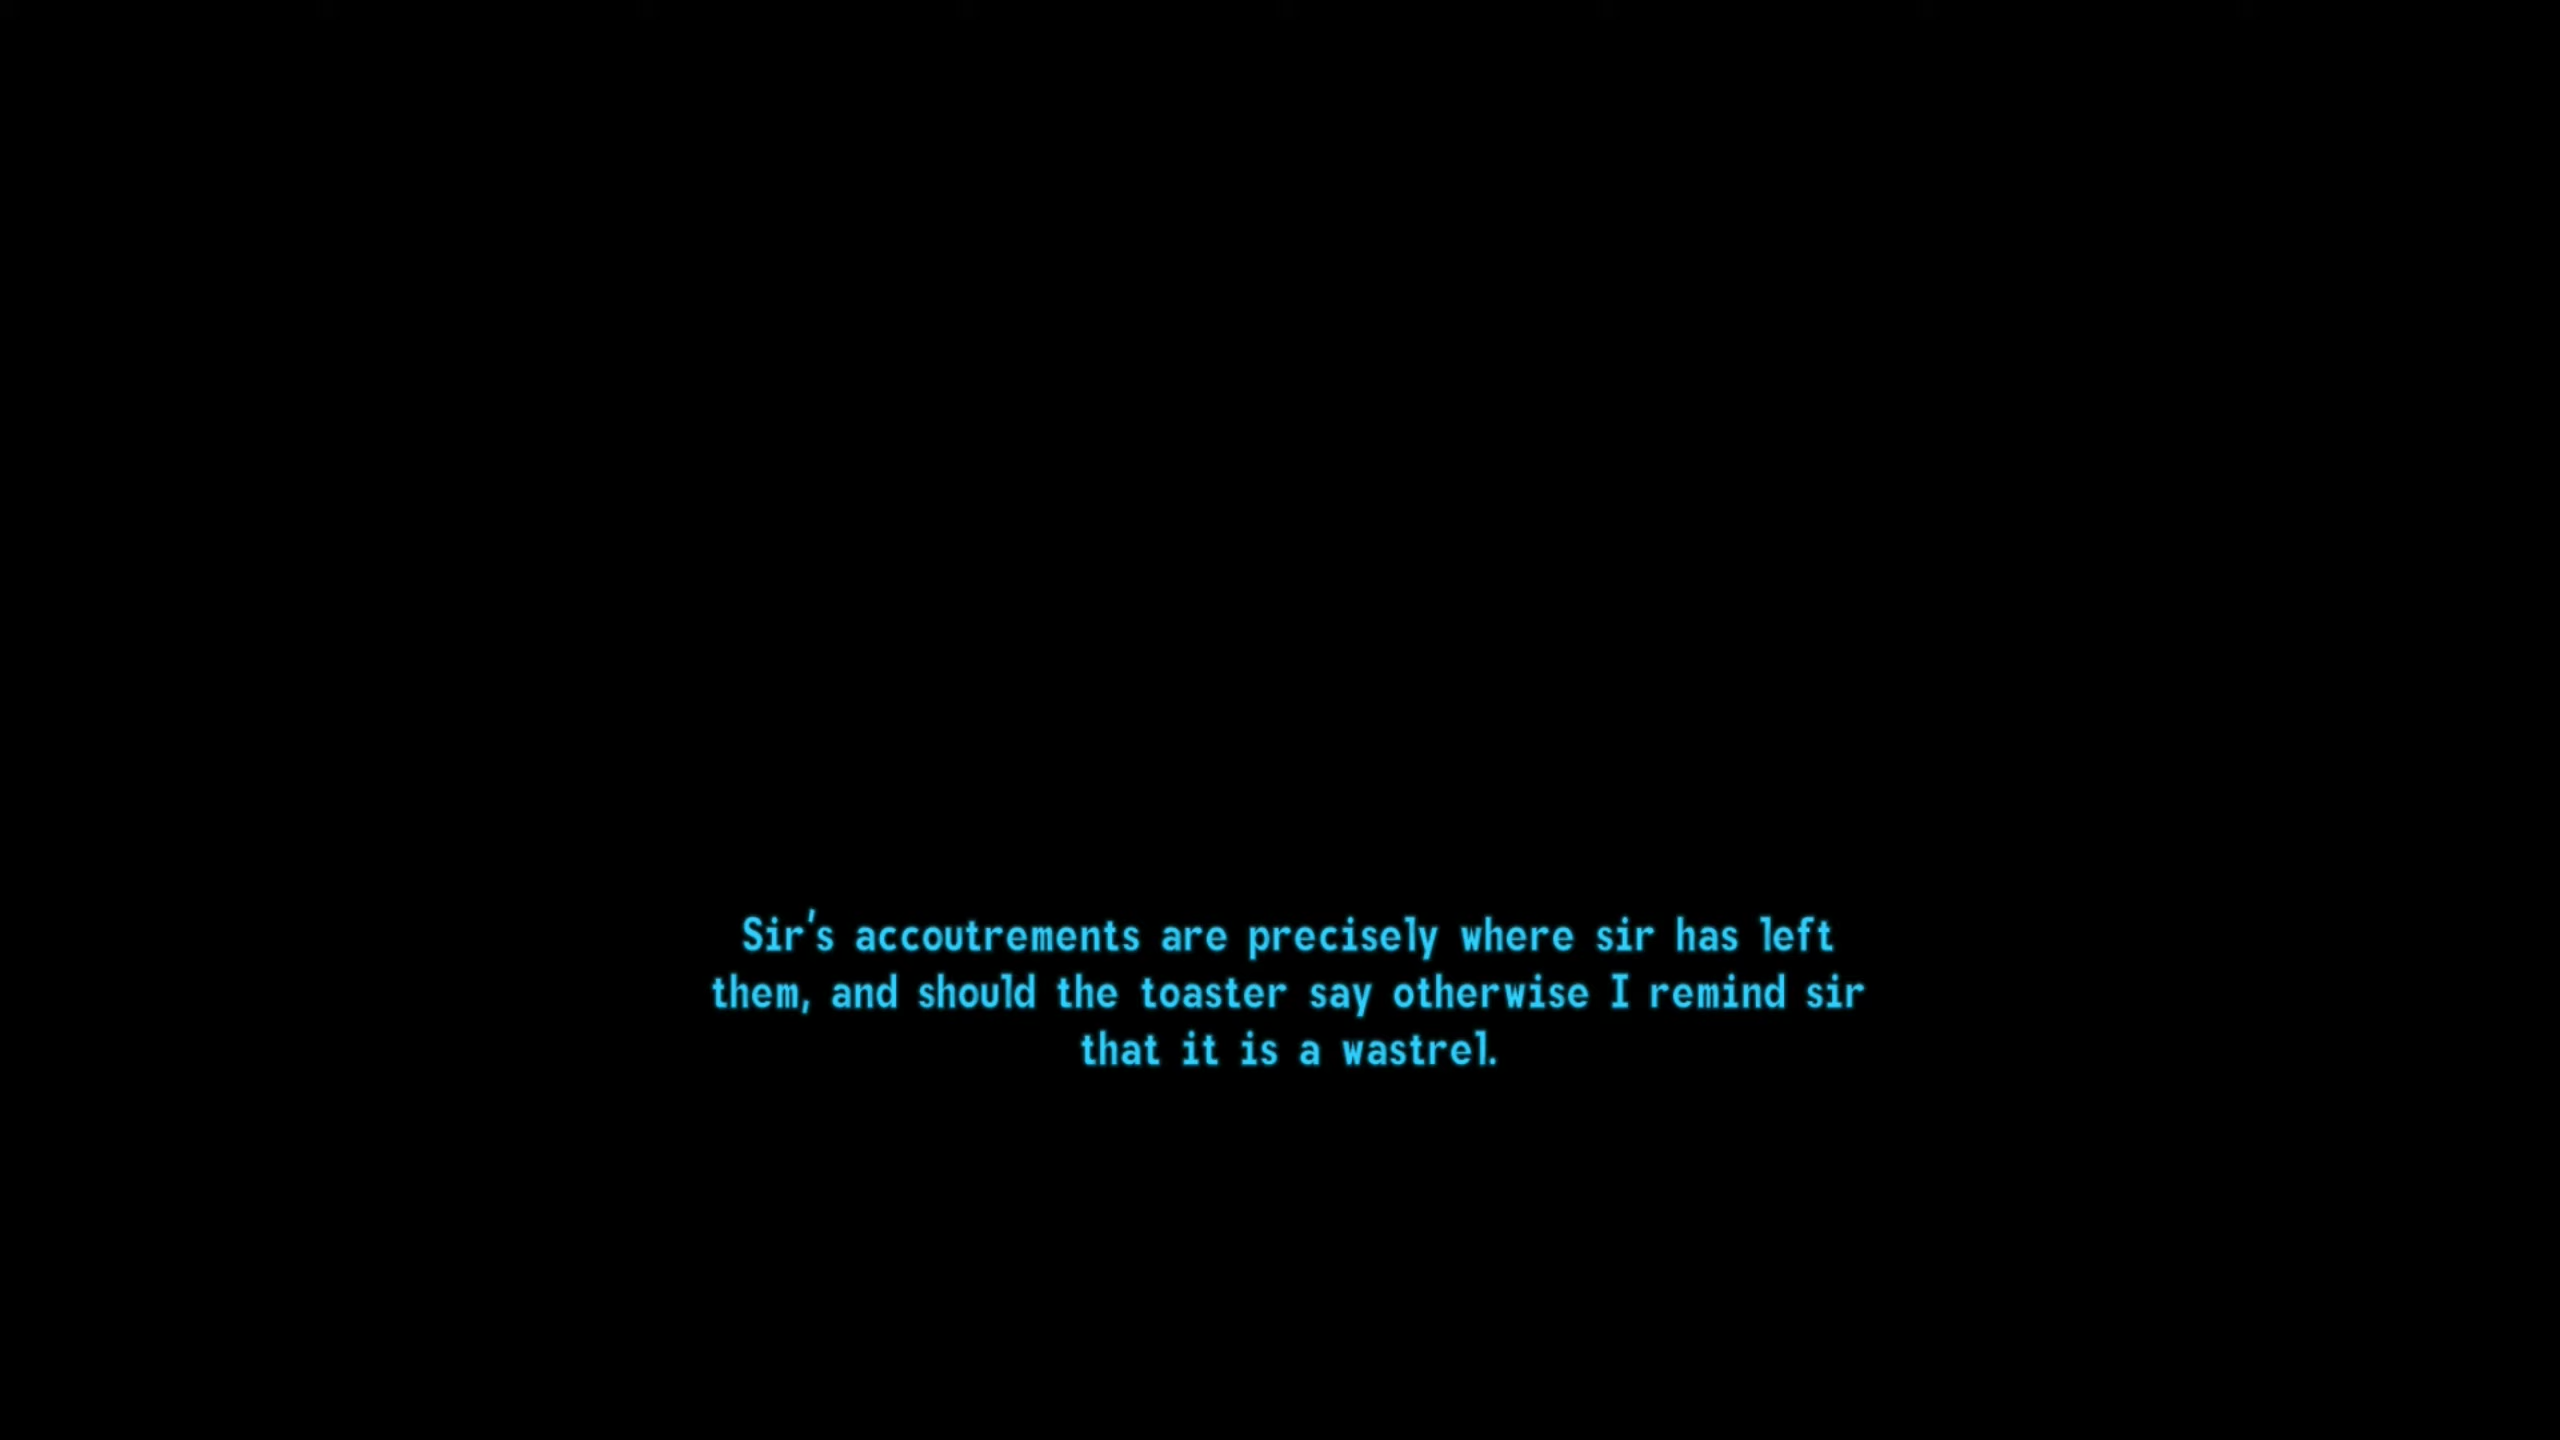 Sir's accoutrements are precisely where sir has left
them, and should the toaster say otherwise I remind sir
that it is a wastrel.